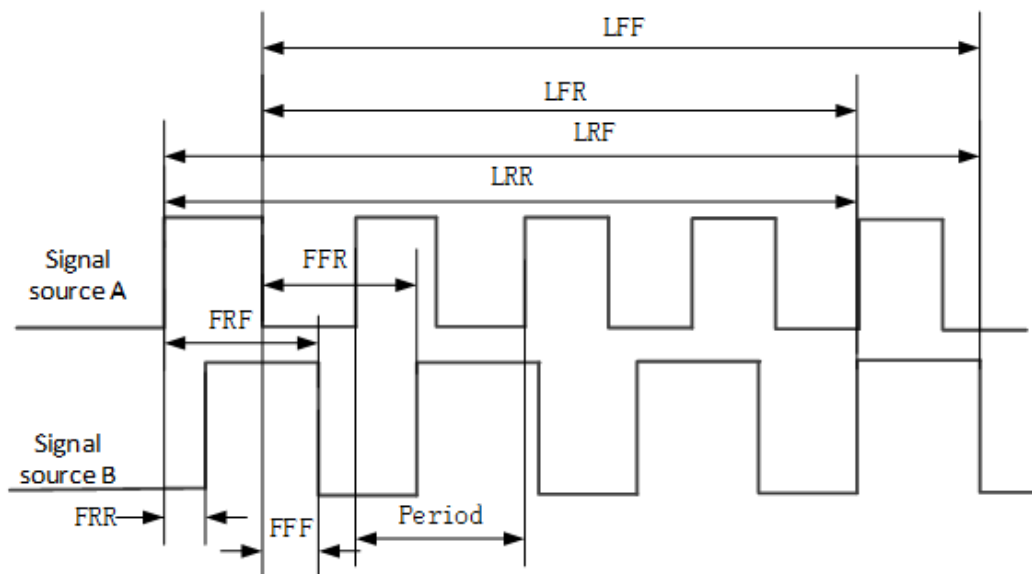 LFF
LFR
LRF
LRR
Signal
source A
FFR
FRF
Signal
source B
FRR
FFF
Period